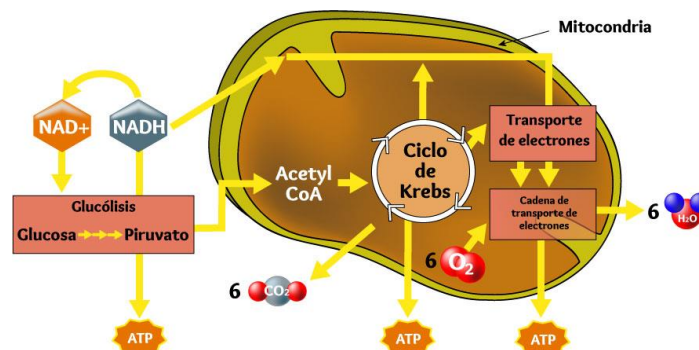 Mitocondria
NAD+
NADH
Transporte
de electrones
Ciclo
de
Krebs
Acetyl
CoA
Glucólisis
Glucosa
Piruvato
Cadena de
transporte de
electrones
6
H₂O
6
O₂
6
CO₂
ATP
ATP
ATP